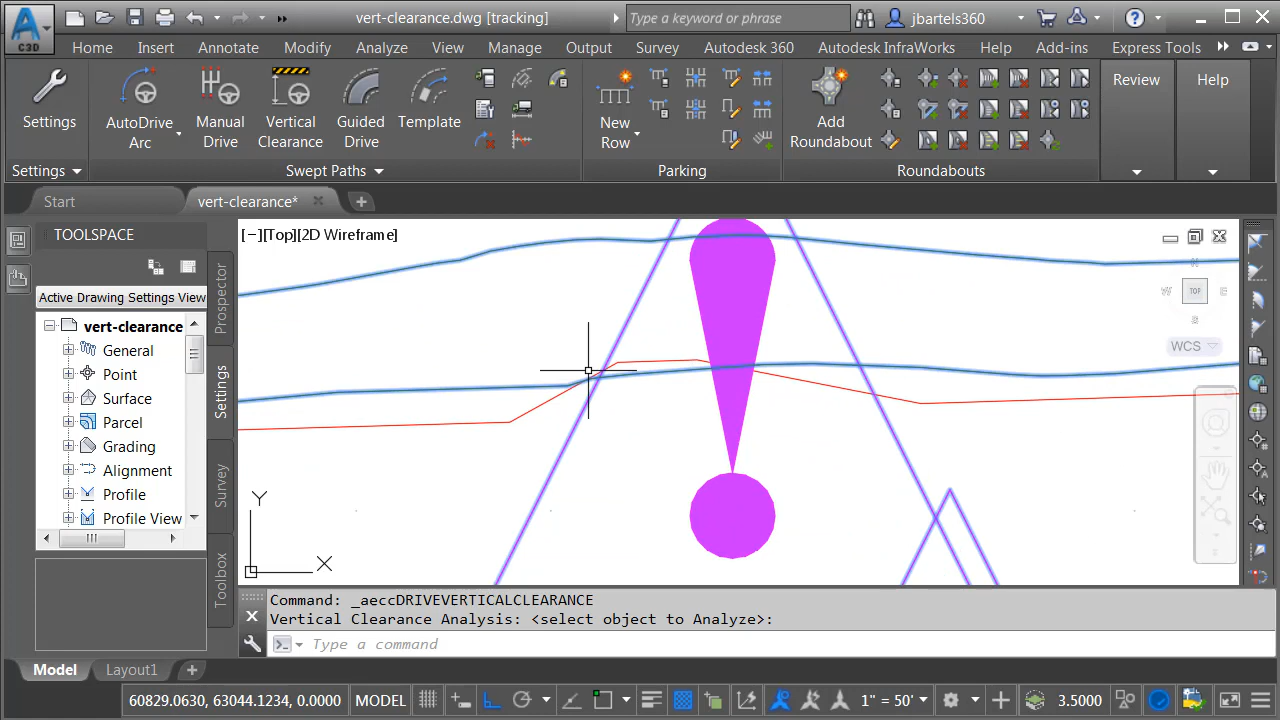 vert-clearance.dwg [tracking]
Type a keyword or phrase
jbartels360
C3D
Home Insert Annotate Modify Analyze View Manage Output Survey Autodesk 360 Autodesk InfraWorks Help Add-ins Express Tools
Settings
AutoDrive Arc
Manual Drive
Vertical Clearance
Guided Drive
Template
New Row
Add Roundabout
Review
Help
Settings
Swept Paths
Parking
Roundabouts
Start
vert-clearance*
TOOLSPACE
[−][Top][2D Wireframe]
Active Drawing Settings View
vert-clearance
General
Point
Surface
Parcel
Grading
Alignment
Profile
Profile View
Prospector
Settings
Survey
Toolbox
TOP
W
S
WCS
Y
X
Command: _aeccDRIVEVERTICALCLEARANCE
Vertical Clearance Analysis: <select object to Analyze>:
Type a command
Model
Layout1
60829.0630, 63044.1234, 0.0000
MODEL
1" = 50'
3.5000